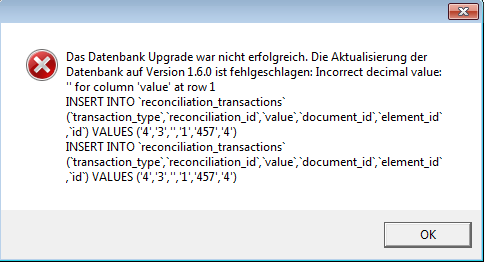 Das Datenbank Upgrade war nicht erfolgreich. Die Aktualisierung der
Datenbank auf Version 1.6.0 ist fehlgeschlagen: Incorrect decimal value:
'' for column 'value' at row 1
INSERT INTO `reconciliation_transactions`
(`transaction_type`,`reconciliation_id`,`value`,`document_id`,`element_id`
,`id`) VALUES ('4','3','','1','457','4')
INSERT INTO `reconciliation_transactions`
(`transaction_type`,`reconciliation_id`,`value`,`document_id`,`element_id`
,`id`) VALUES ('4','3','','1','457','4')
OK